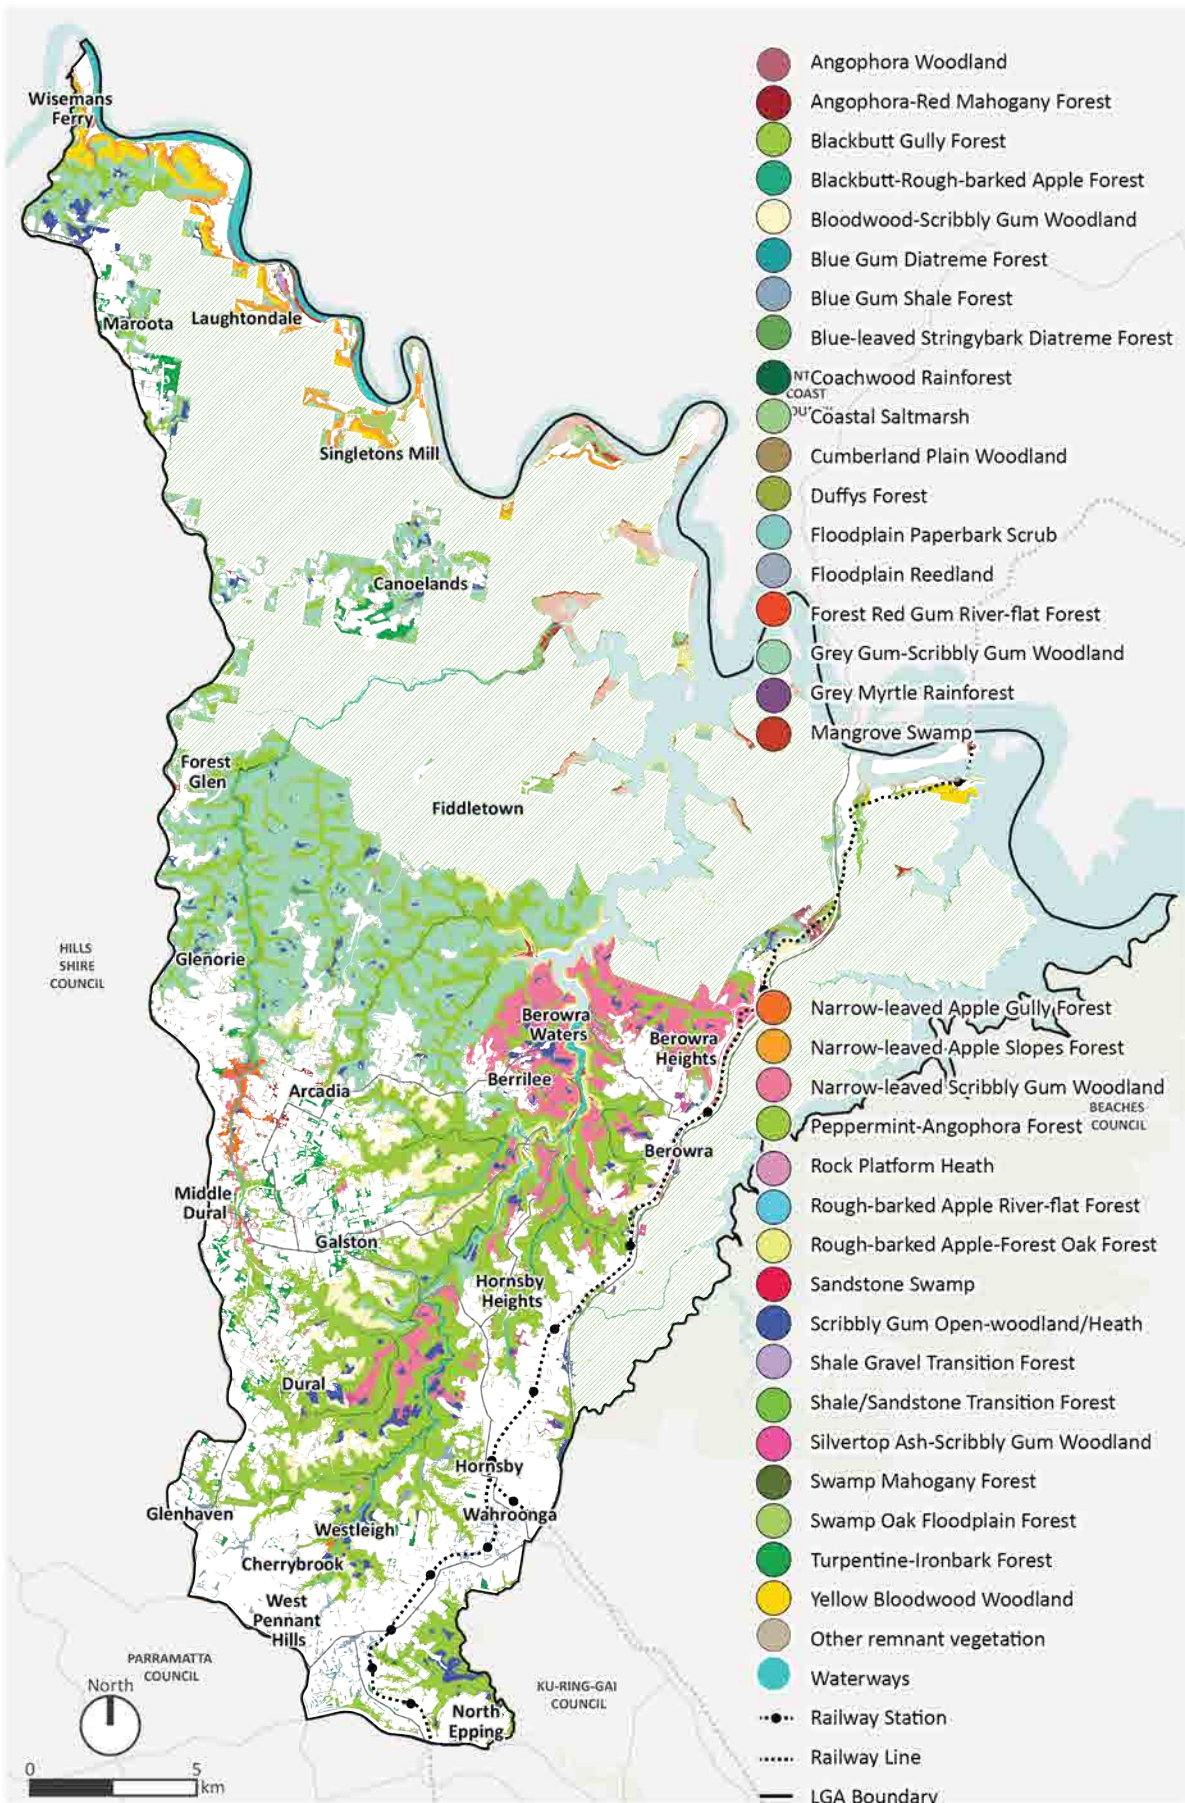 Wisemans
Ferry
Maroota
Laughtondale
Singletons Mill
Canoelands
Forest
Glen
Fiddletown
Glenorie
HILLS
SHIRE
COUNCIL
Berowra
Waters
Berowra
Heights
Berrilee
Arcadia
Berowra
Middle
Dural
Galston
Hornsby
Heights
Dural
Hornsby
Glenhaven
Wahroonga
Westleigh
Cherrybrook
West
Pennant
Hills
PARRAMATTA
COUNCIL
KU-RING-GAI
COUNCIL
North
Epping
North
0 5
km
Angophora Woodland
Angophora-Red Mahogany Forest
Blackbutt Gully Forest
Blackbutt-Rough-barked Apple Forest
Bloodwood-Scribbly Gum Woodland
Blue Gum Diatreme Forest
Blue Gum Shale Forest
Blue-leaved Stringybark Diatreme Forest
Coachwood Rainforest
COAST
Coastal Saltmarsh
Cumberland Plain Woodland
Duffys Forest
Floodplain Paperbark Scrub
Floodplain Reedland
Forest Red Gum River-flat Forest
Grey Gum-Scribbly Gum Woodland
Grey Myrtle Rainforest
Mangrove Swamp
Narrow-leaved Apple Gully Forest
Narrow-leaved Apple Slopes Forest
Narrow-leaved Scribbly Gum Woodland
BEACHES
COUNCIL
Peppermint-Angophora Forest
Rock Platform Heath
Rough-barked Apple River-flat Forest
Rough-barked Apple-Forest Oak Forest
Sandstone Swamp
Scribbly Gum Open-woodland/Heath
Shale Gravel Transition Forest
Shale/Sandstone Transition Forest
Silvertop Ash-Scribbly Gum Woodland
Swamp Mahogany Forest
Swamp Oak Floodplain Forest
Turpentine-Ironbark Forest
Yellow Bloodwood Woodland
Other remnant vegetation
Waterways
Railway Station
Railway Line
LGA Boundary